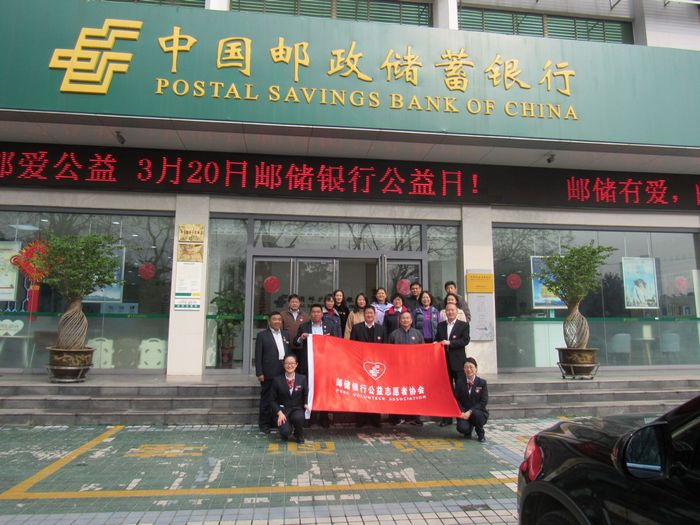 中国邮政储蓄银行
POSTAL SAVINGS BANK OF CHINA
邮爱公益 3月20日邮储银行公益日! 邮储有爱,
邮储银行公益志愿者协会
PSBC VOLUNTEER ASSOCIATION